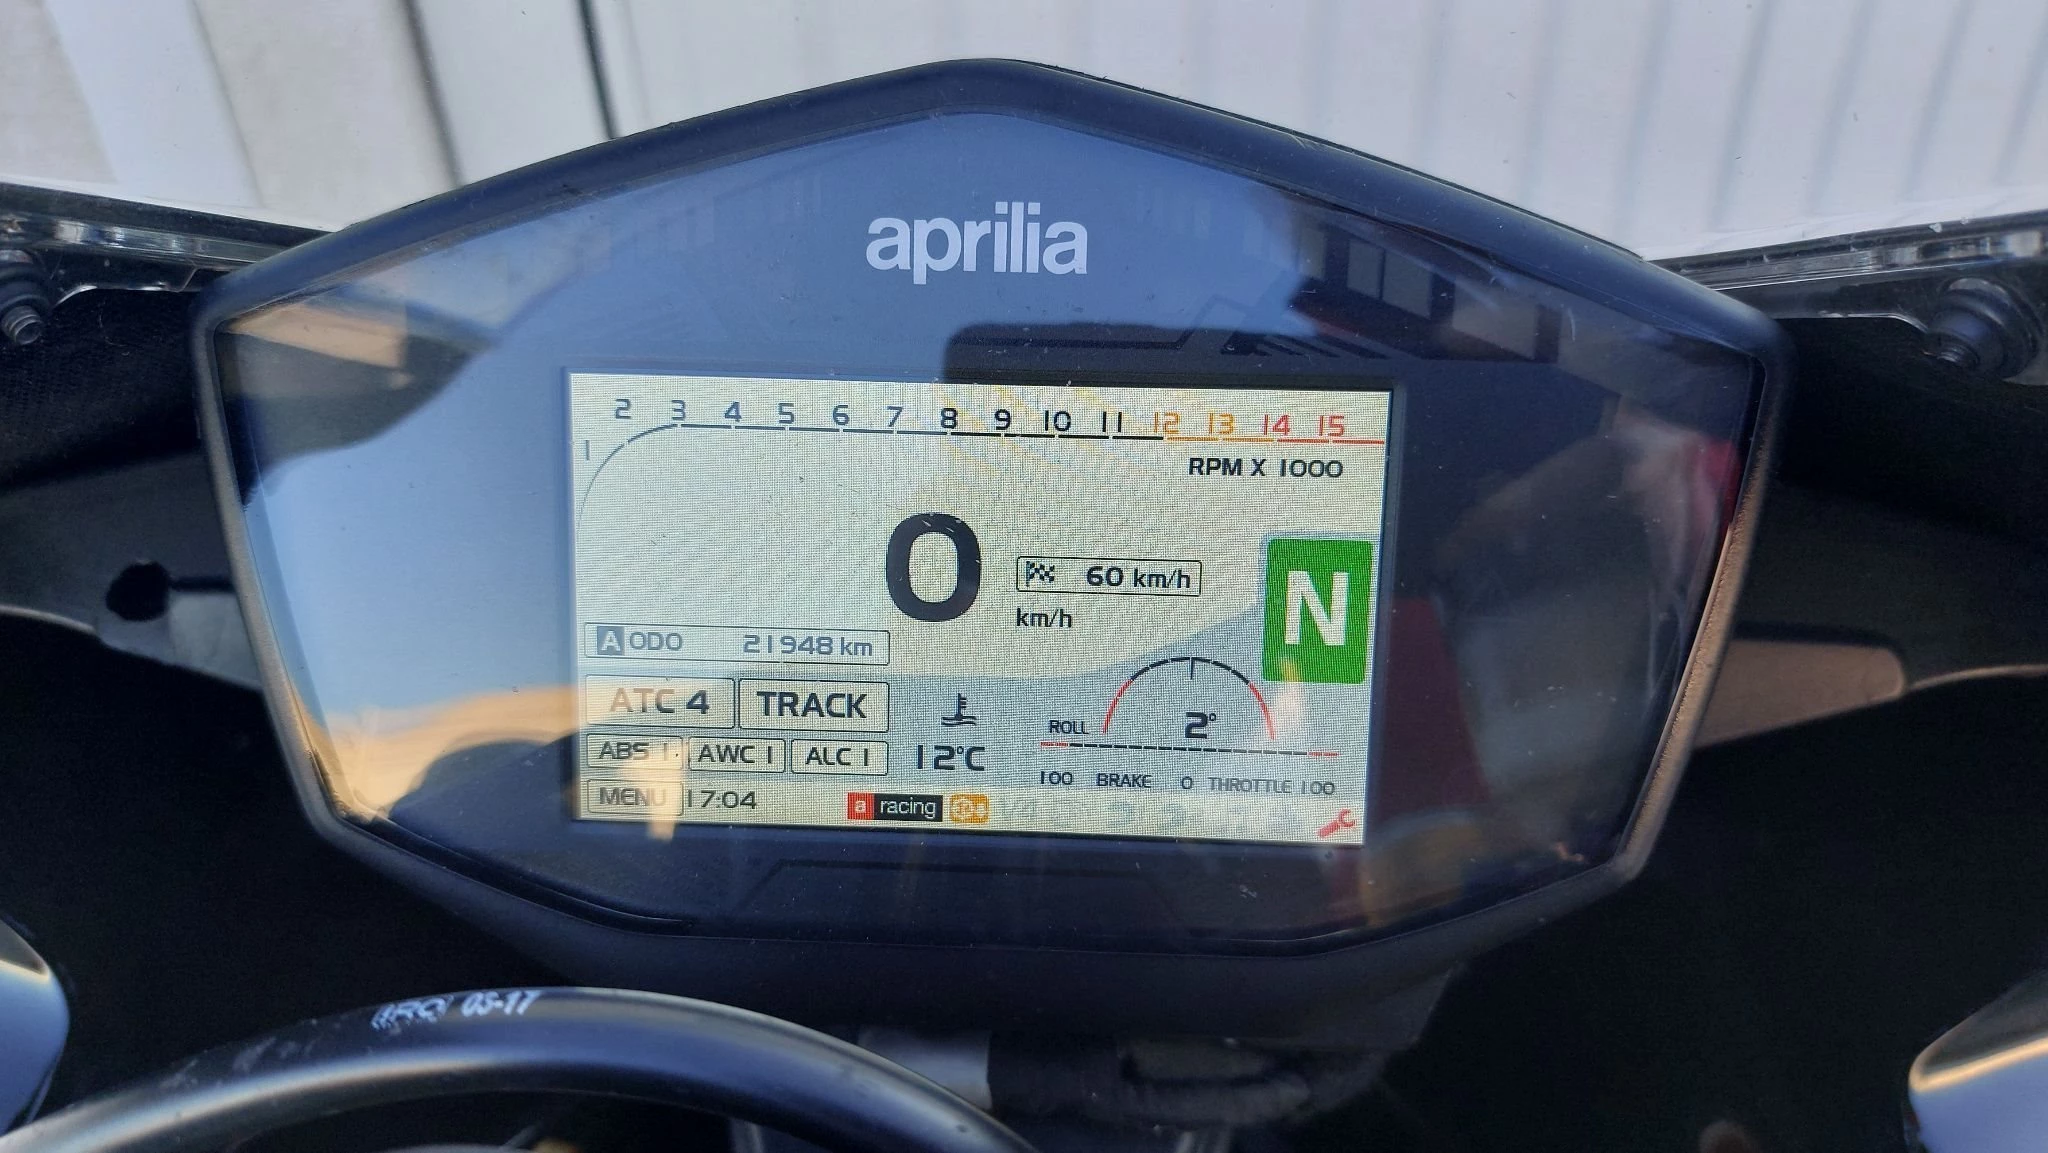 aprilia
1 2 3 4 5 6 7 8 9 10 11 12 13 14 15
RPM X 1000
0
60 km/h
km/h
N
A ODO 21948 km
ATC 4 TRACK
ABS 1 AWC 1 ALC 1
12°C
ROLL 2°
100 BRAKE 0 THROTTLE 100
MENU 17:04
a racing
05-17